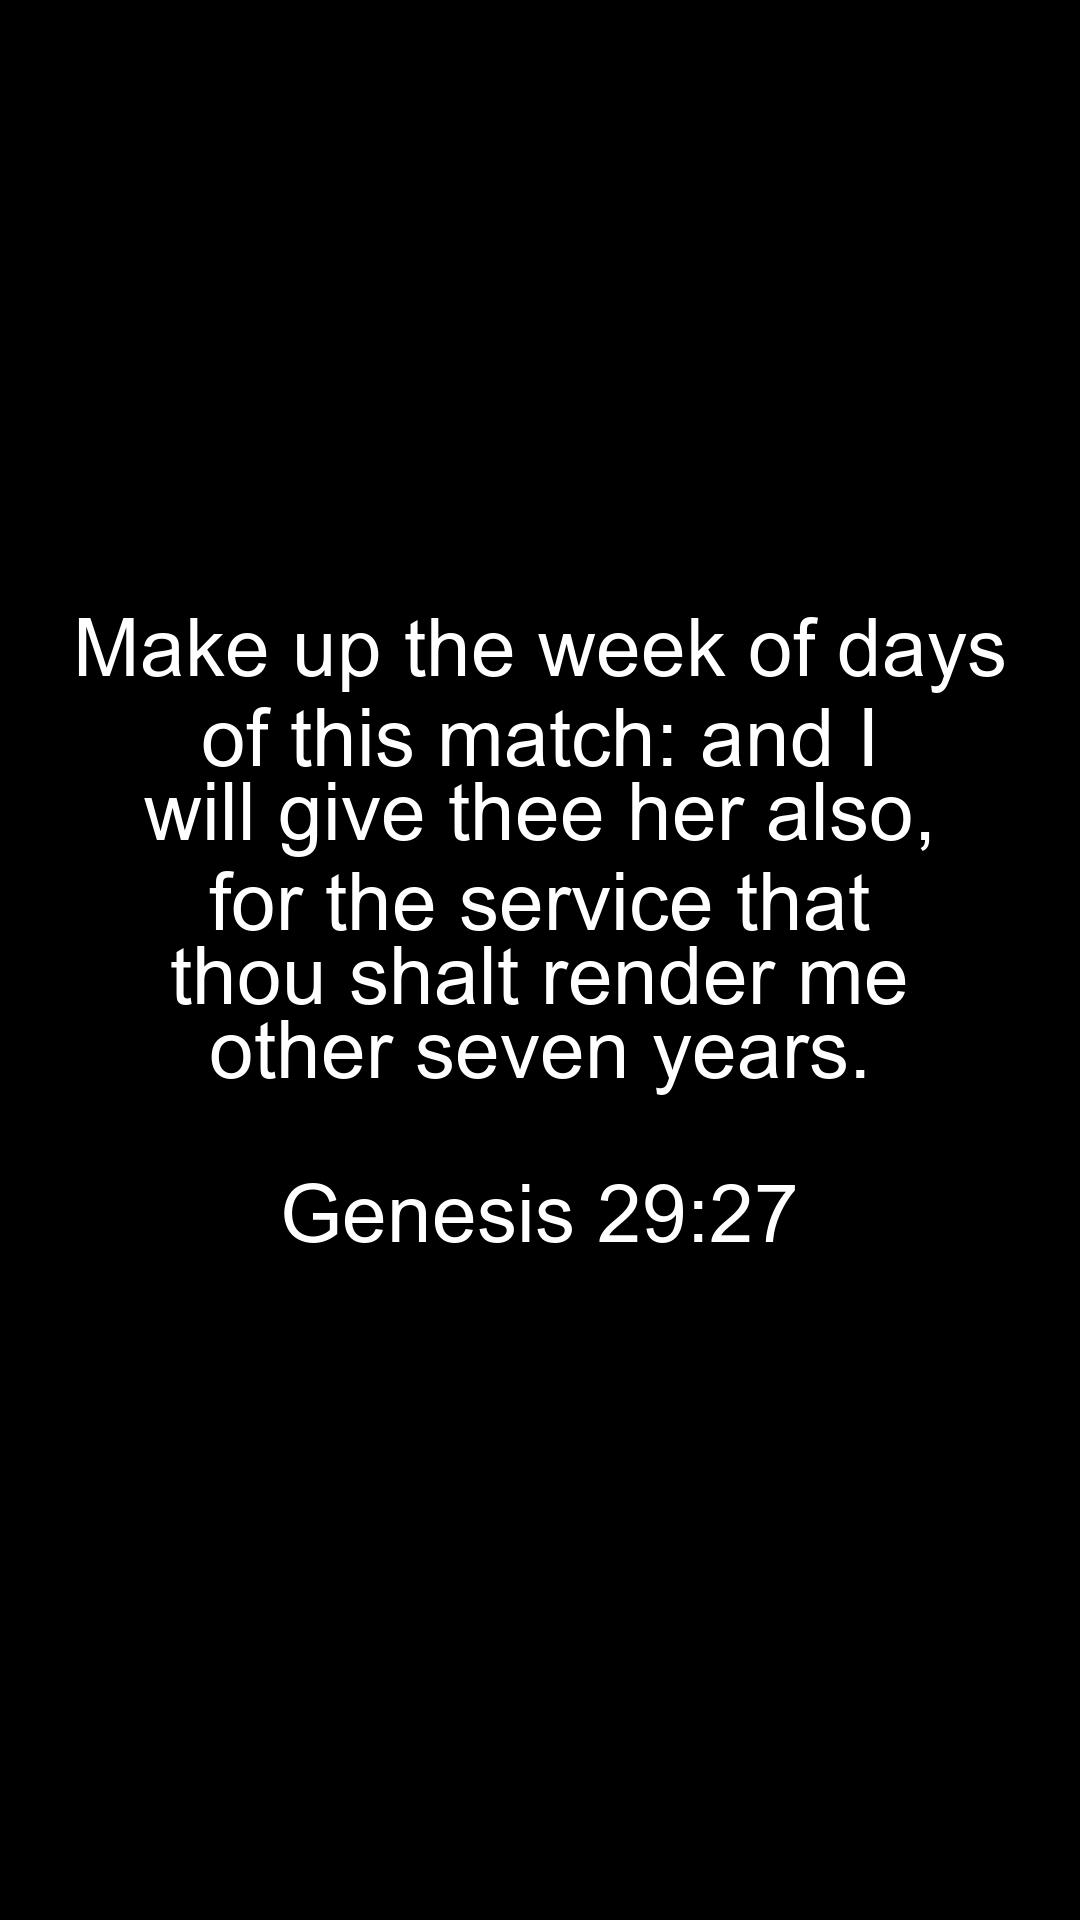 Make up the week of days
of this match: and I
will give thee her also,
for the service that
thou shalt render me
other seven years.
Genesis 29:27